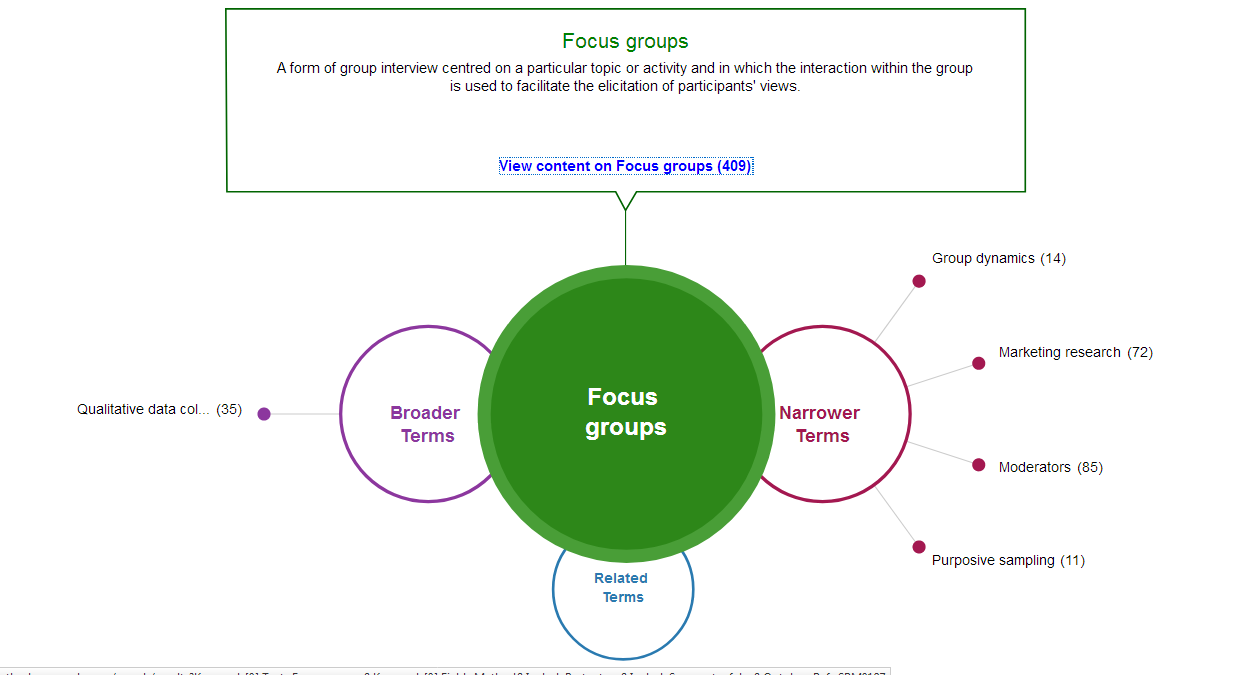 Focus groups
A form of group interview centred on a particular topic or activity and in which the interaction within the group
is used to facilitate the elicitation of participants' views.
View content on Focus groups (409)
Group dynamics (14)
Marketing research (72)
Qualitative data col... (35)
Broader
Terms
Focus
groups
Narrower
Terms
Moderators (85)
Purposive sampling (11)
Related
Terms